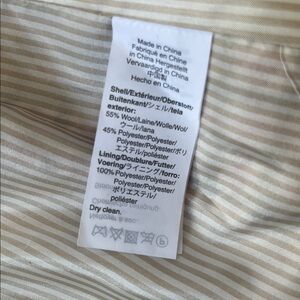 Made in China
Fabriqué en Chine
in China Hergestellt
Vervaardigd in China
中国製
Hecho en China
Shell/Extérieur/Oberstoff/
Buitenkant/シェル/tela
exterior:
55% Wool/Laine/Wolle/Wol/
ウール/lana
45% Polyester/Polyester/
Polyester/Polyester/ポリ
エステル/poliéster
Lining/Doublure/Futter/
Voering/ライニング/forro:
100% Polyester/Polyester/
Polyester/Polyester/
ポリエステル/
poliéster
Dry clean.